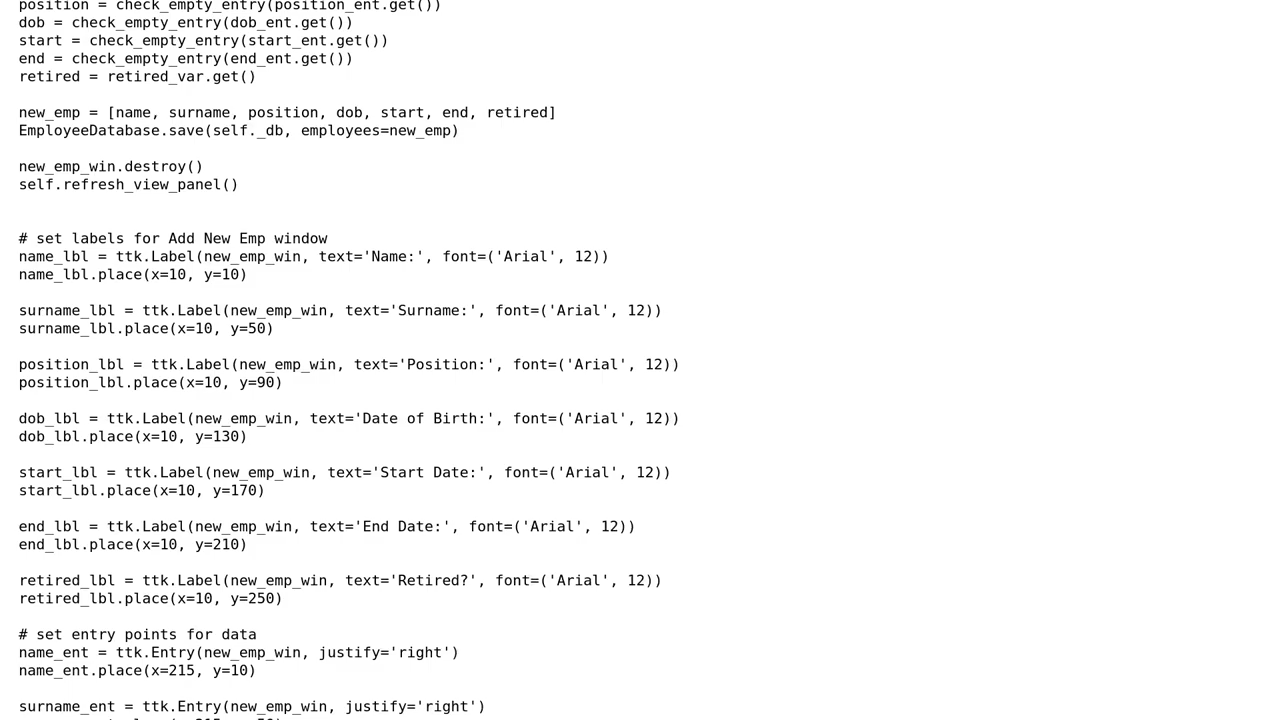 position = check_empty_entry(position_ent.get())
dob = check_empty_entry(dob_ent.get())
start = check_empty_entry(start_ent.get())
end = check_empty_entry(end_ent.get())
retired = retired_var.get()
new_emp = [name, surname, position, dob, start, end, retired]
EmployeeDatabase.save(self._db, employees=new_emp)
new_emp_win.destroy()
self.refresh_view_panel()
# set labels for Add New Emp window
name_lbl = ttk.Label(new_emp_win, text='Name:', font=('Arial', 12))
name_lbl.place(x=10, y=10)
surname_lbl = ttk.Label(new_emp_win, text='Surname:', font=('Arial', 12))
surname_lbl.place(x=10, y=50)
position_lbl = ttk.Label(new_emp_win, text='Position:', font=('Arial', 12))
position_lbl.place(x=10, y=90)
dob_lbl = ttk.Label(new_emp_win, text='Date of Birth:', font=('Arial', 12))
dob_lbl.place(x=10, y=130)
start_lbl = ttk.Label(new_emp_win, text='Start Date:', font=('Arial', 12))
start_lbl.place(x=10, y=170)
end_lbl = ttk.Label(new_emp_win, text='End Date:', font=('Arial', 12))
end_lbl.place(x=10, y=210)
retired_lbl = ttk.Label(new_emp_win, text='Retired?', font=('Arial', 12))
retired_lbl.place(x=10, y=250)
# set entry points for data
name_ent = ttk.Entry(new_emp_win, justify='right')
name_ent.place(x=215, y=10)
surname_ent = ttk.Entry(new_emp_win, justify='right')